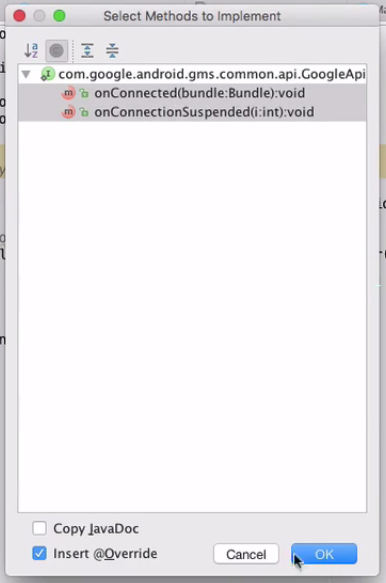 Select Methods to Implement
com.google.android.gms.common.api.GoogleApi
onConnected(bundle:Bundle):void
onConnectionSuspended(i:int):void
Copy JavaDoc
Insert @Override
Cancel
OK